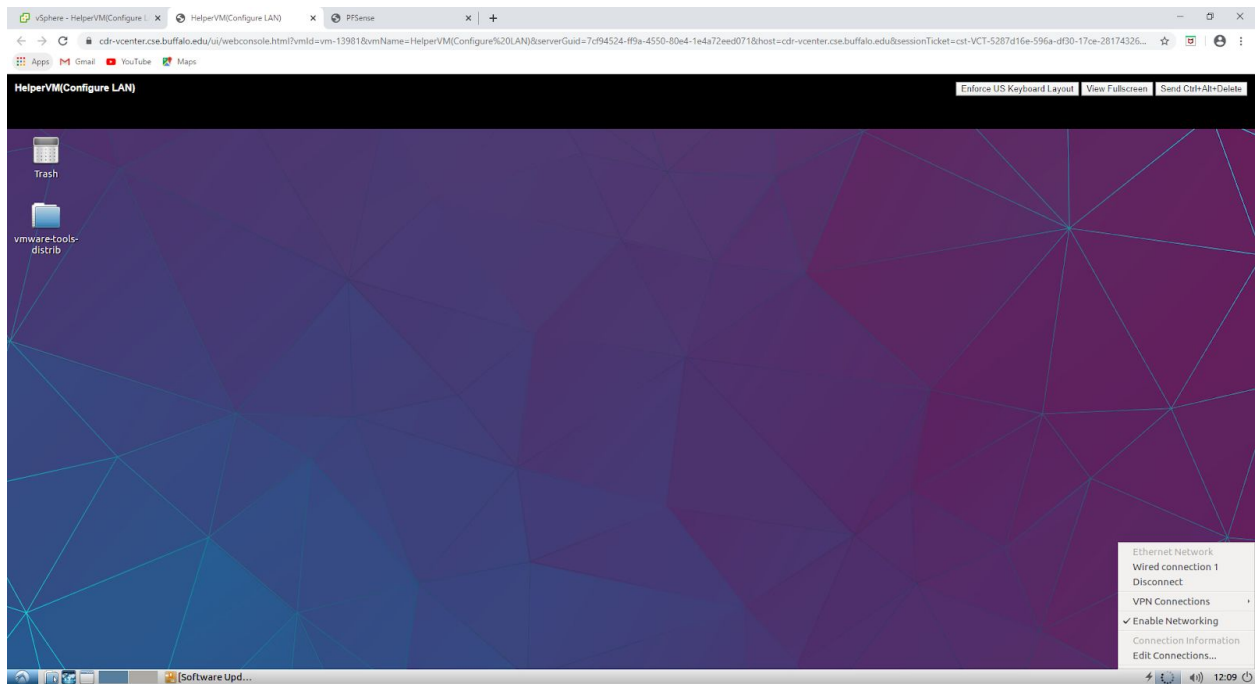 vSphere - HelperVM(Configure L
HelperVM(Configure LAN)
PFSense
cdr-vcenter.cse.buffalo.edu/ui/webconsole.html?vmId=vm-13981&vmName=HelperVM(Configure%20LAN)&serverGuid=7cf94524-ff9a-4550-80e4-1e4a72eed071&host=cdr-vcenter.cse.buffalo.edu&sessionTicket=cst-VCT-5287d16e-596a-df30-17ce-28174326...
Apps Gmail YouTube Maps
HelperVM(Configure LAN)
Enforce US Keyboard Layout View Fullscreen Send Ctrl+Alt+Delete
Trash
vmware-tools-
distrib
Ethernet Network
Wired connection 1
Disconnect
VPN Connections
Enable Networking
Connection Information
Edit Connections...
[Software Upd...
12:09